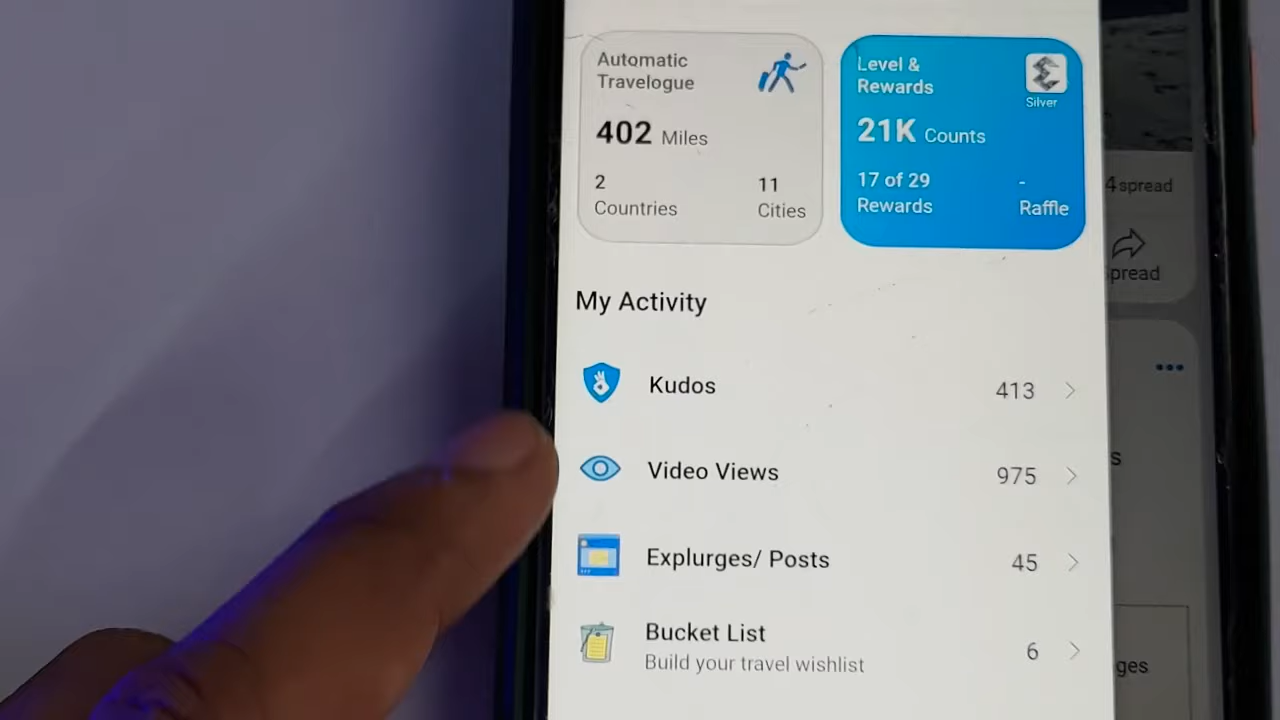 Automatic
Travelogue
402 Miles
2
Countries
11
Cities
Level &
Rewards
Silver
21K Counts
17 of 29
Rewards
-
Raffle
4 spread
pread
My Activity
Kudos 413
Video Views 975
s
Explurges/ Posts 45
Bucket List
Build your travel wishlist
6
ges